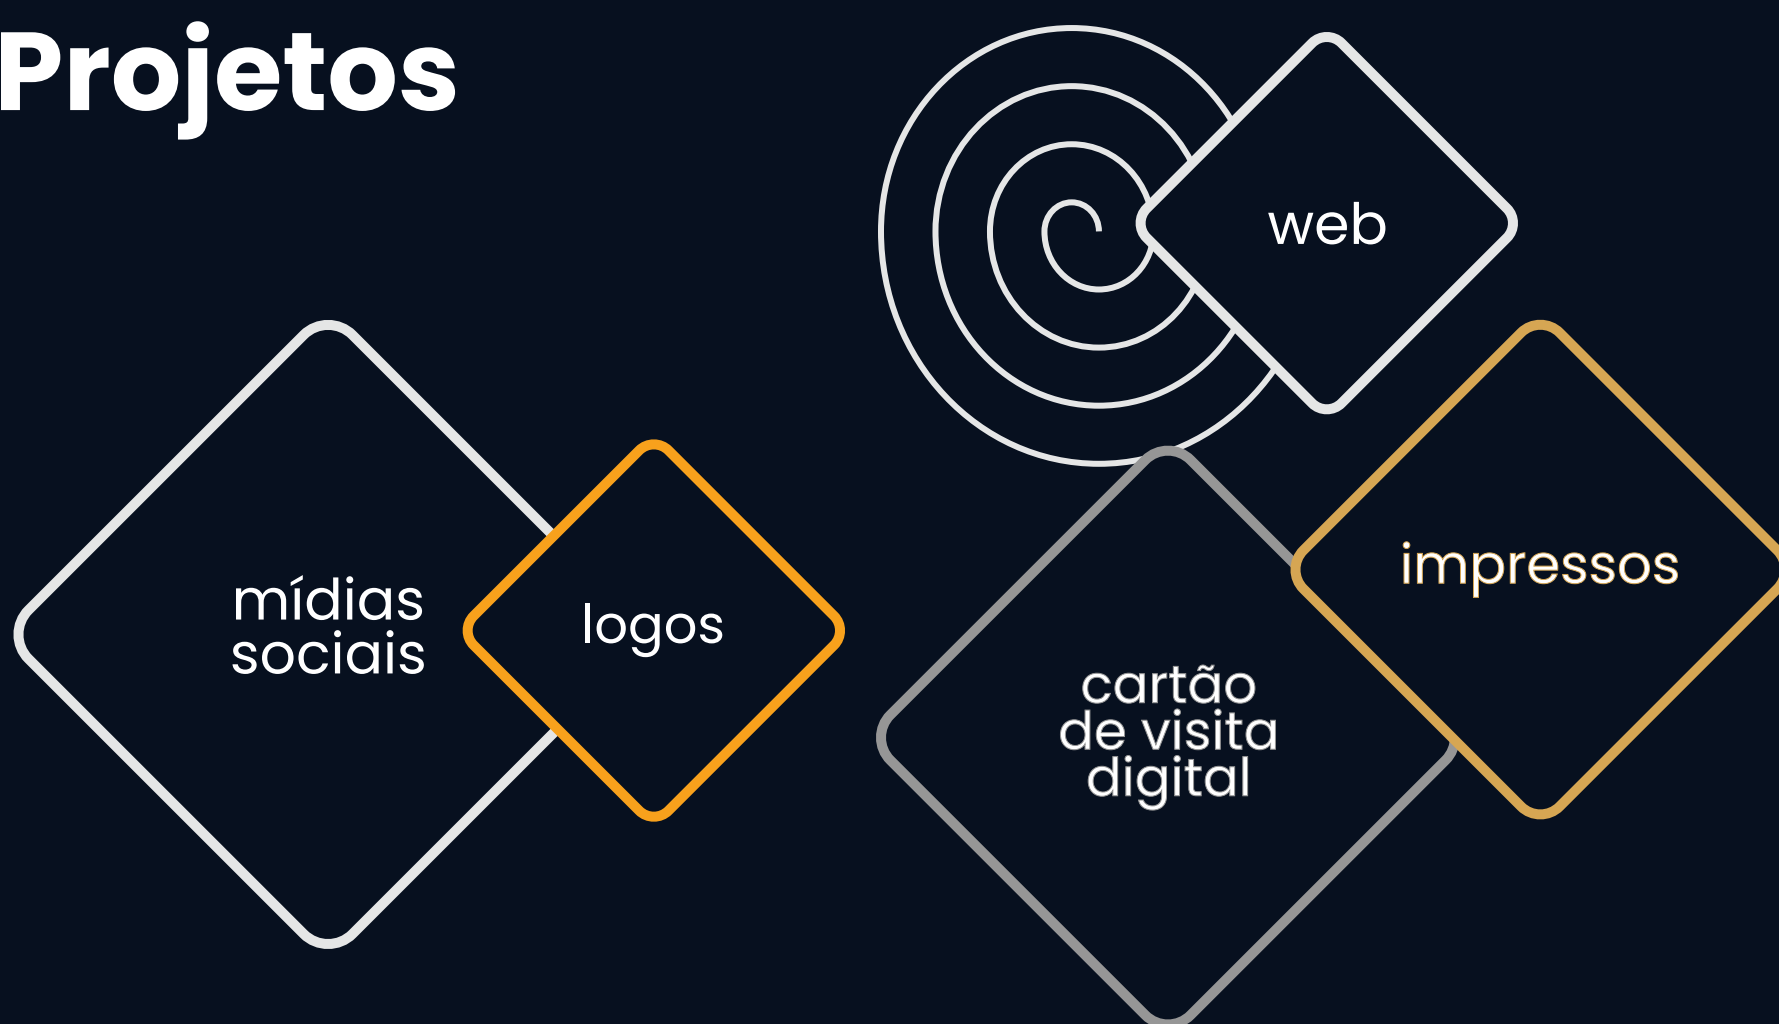 Projetos
web
mídias
sociais
logos
impressos
cartão
de visita
digital